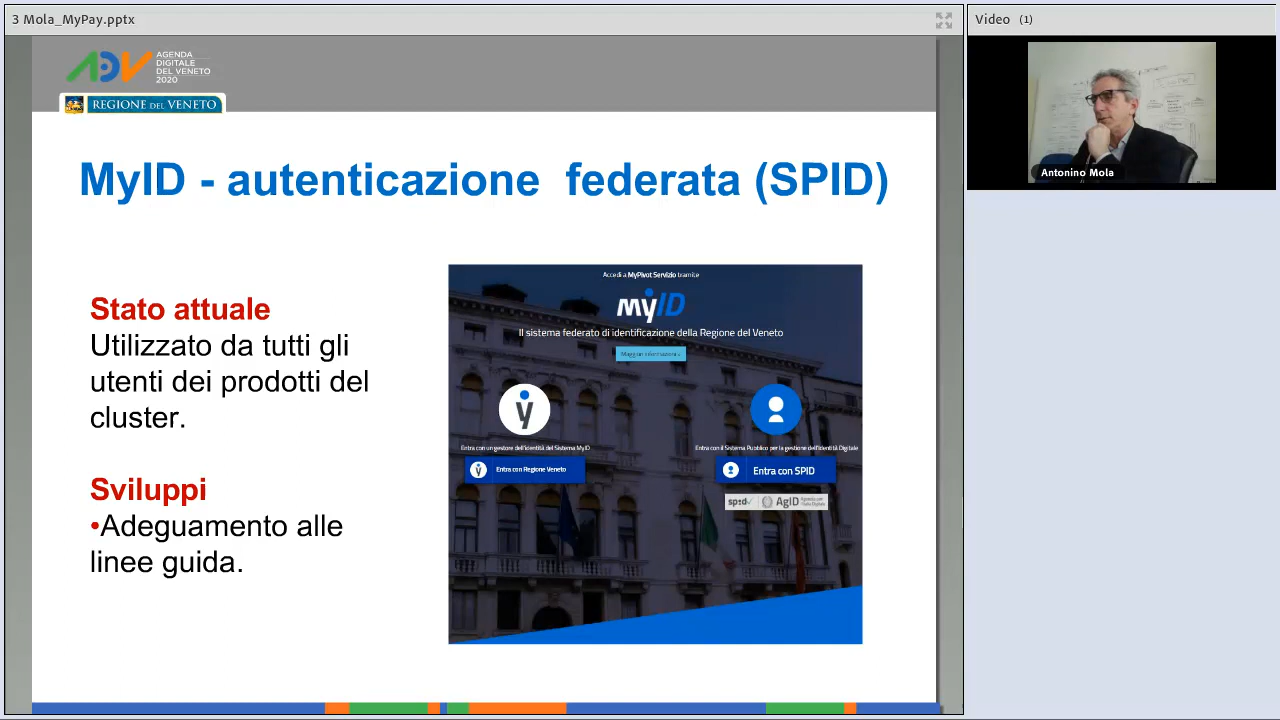 3 Mola_MyPay.pptx
Video (1)
AGENDA
DIGITALE
DEL VENETO
2020
REGIONE DEL VENETO
Antonino Mola
MyID - autenticazione federata (SPID)
Stato attuale
Utilizzato da tutti gli
utenti dei prodotti del
cluster.
Sviluppi
•Adeguamento alle
linee guida.
Accedi a MyPivot Servizio tramite
myID
Il sistema federato di identificazione della Regione del Veneto
Maggiori informazioni
Entra con un gestore dell'identità del Sistema MyID
Entra con il Sistema Pubblico per la gestione dell'Identità Digitale
Entra con Regione Veneto
Entra con SPID
spid
AgID